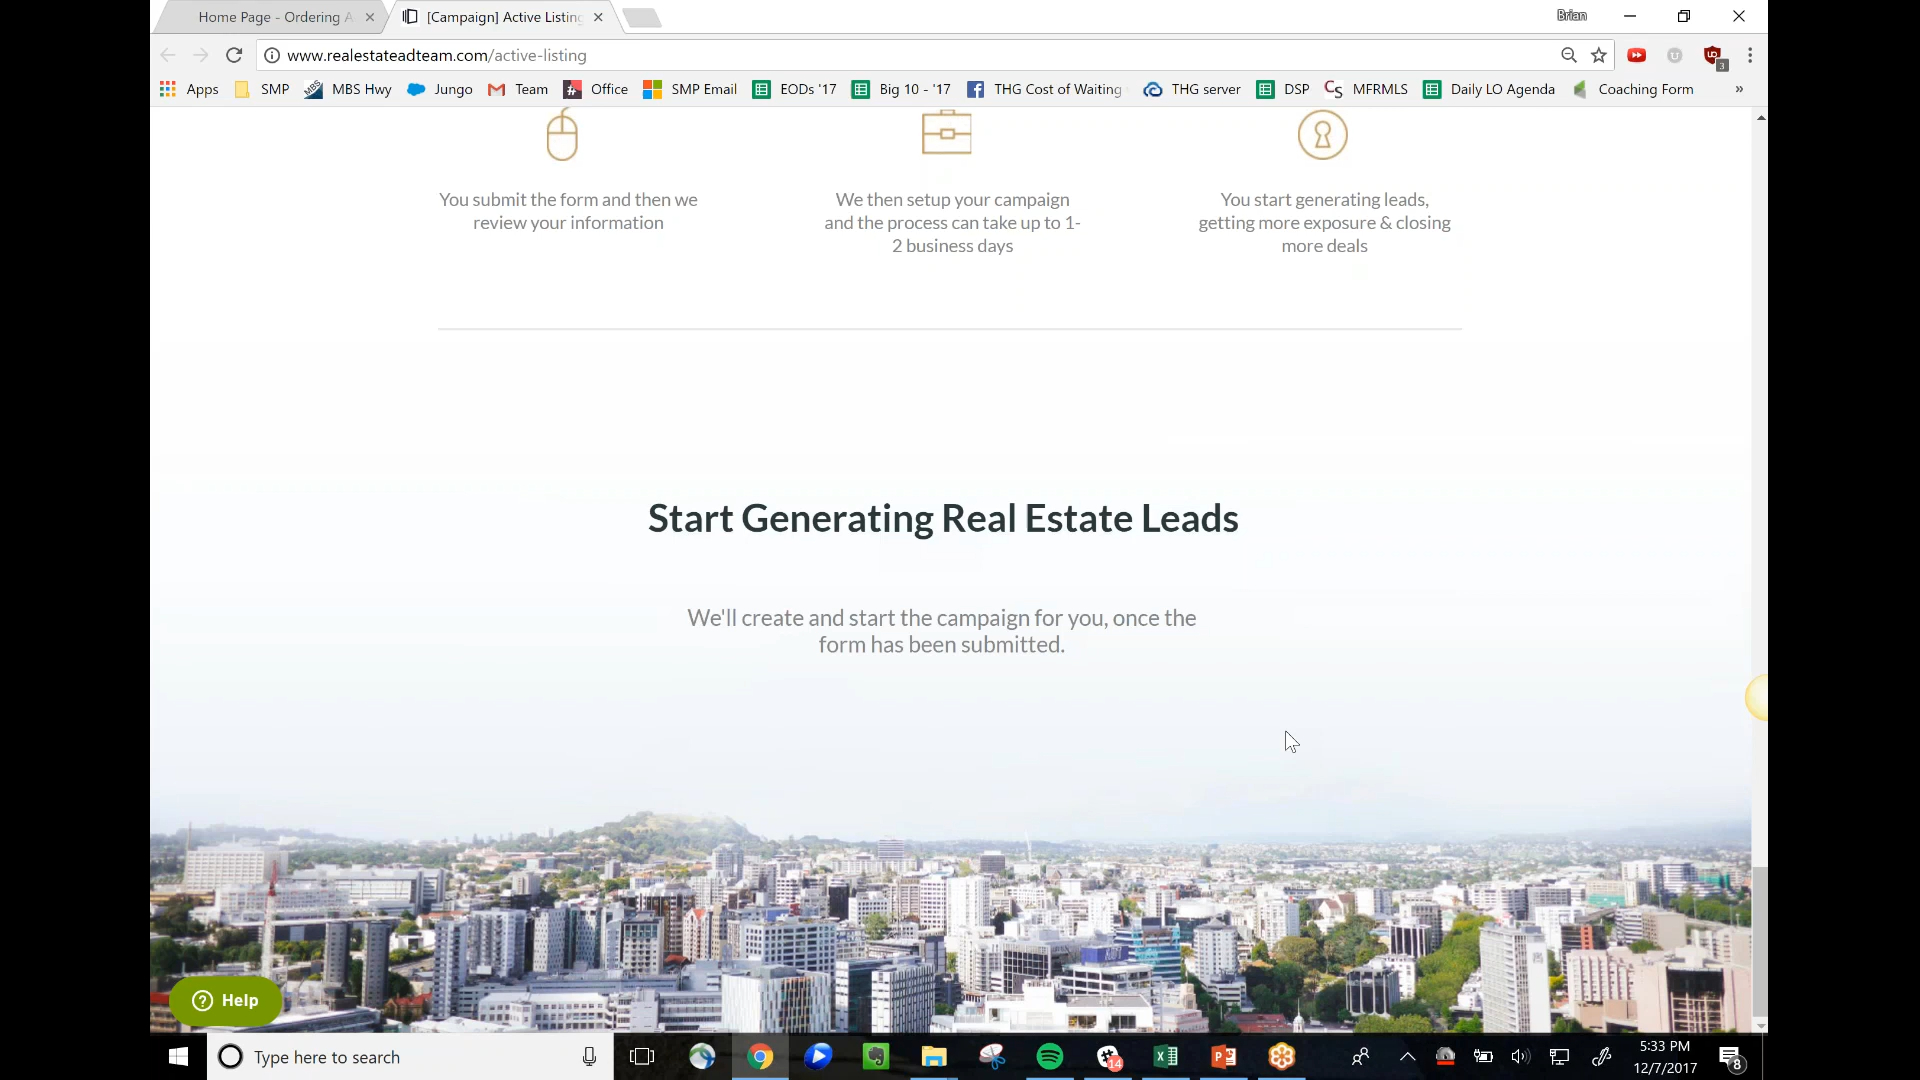 Home Page - Ordering A
[Campaign] Active Listing
Brian
www.realestateadteam.com/active-listing
3
Apps
SMP
MBS Hwy
Jungo
Team
Office
SMP Email
EODs '17
Big 10 - '17
THG Cost of Waiting
THG server
DSP
MFRMLS
Daily LO Agenda
Coaching Form
»
You submit the form and then we
review your information
We then setup your campaign
and the process can take up to 1-
2 business days
You start generating leads,
getting more exposure & closing
more deals
Start Generating Real Estate Leads
We'll create and start the campaign for you, once the
form has been submitted.
Help
Type here to search
14
5:33 PM
12/7/2017
8